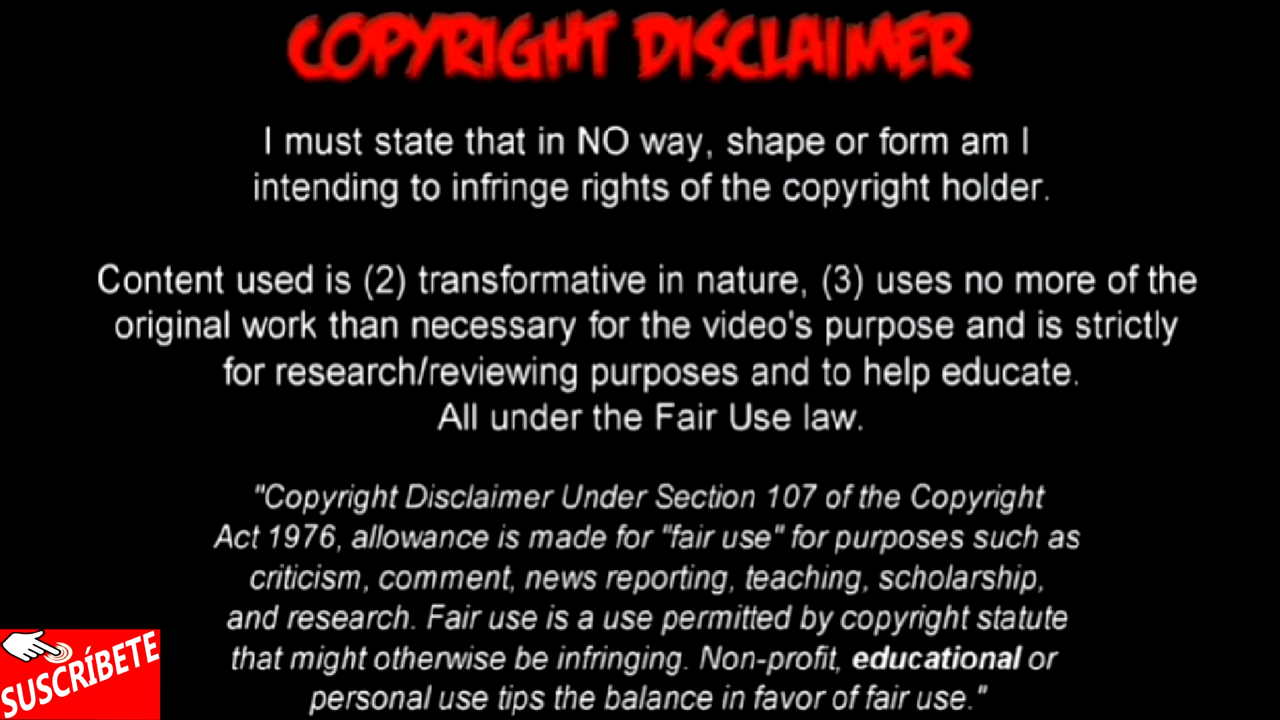 COPYRIGHT DISCLAIMER
I must state that in NO way, shape or form am I
intending to infringe rights of the copyright holder.
Content used is (2) transformative in nature, (3) uses no more of the
original work than necessary for the video's purpose and is strictly
for research/reviewing purposes and to help educate.
All under the Fair Use law.
"Copyright Disclaimer Under Section 107 of the Copyright
Act 1976, allowance is made for "fair use" for purposes such as
criticism, comment, news reporting, teaching, scholarship,
and research. Fair use is a use permitted by copyright statute
that might otherwise be infringing. Non-profit, educational or
personal use tips the balance in favor of fair use."
SUSCRÍBETE